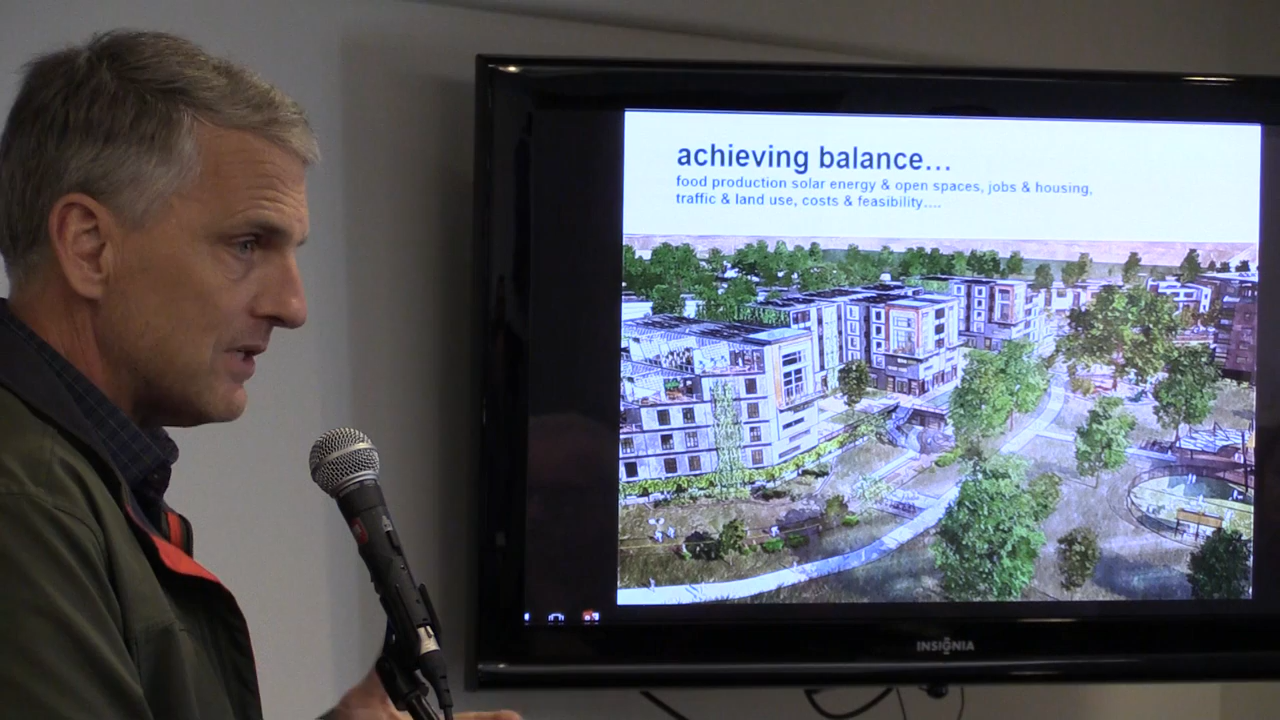 achieving balance...
food production solar energy & open spaces, jobs & housing,
traffic & land use, costs & feasibility....
INSIGNIA